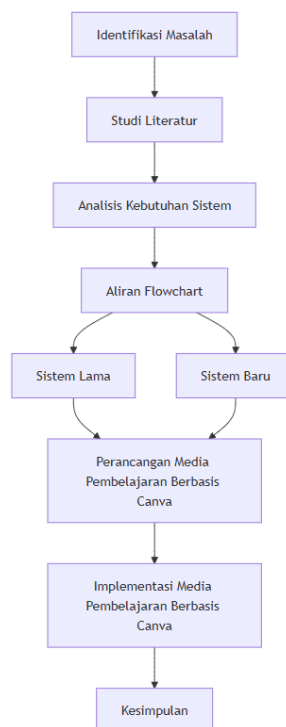 Identifikasi Masalah
Studi Literatur
Analisis Kebutuhan Sistem
Aliran Flowchart
Sistem Lama
Sistem Baru
Perancangan Media
Pembelajaran Berbasis
Canva
Implementasi Media
Pembelajaran Berbasis
Canva
Kesimpulan